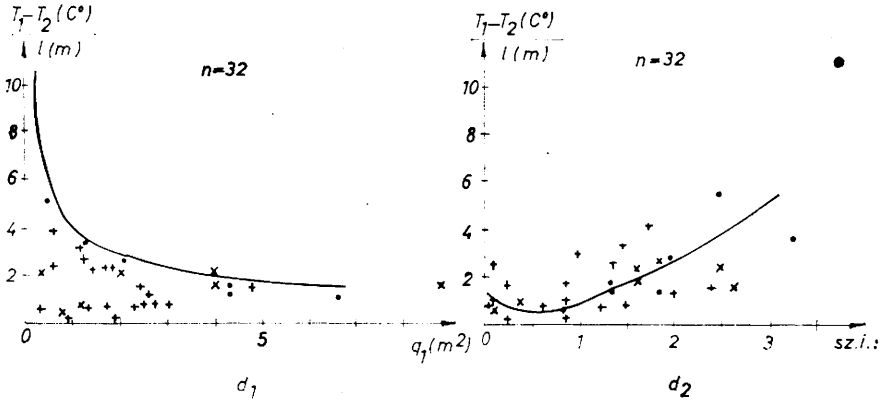 T₁-T₂ (C°)
l (m)
n=32
10
8
6
4
2
0
5
q₁ (m²)
d₁
T₁-T₂ (C°)
l (m)
n=32
10
8
6
4
2
0
1
2
3
sz.i.:
d₂